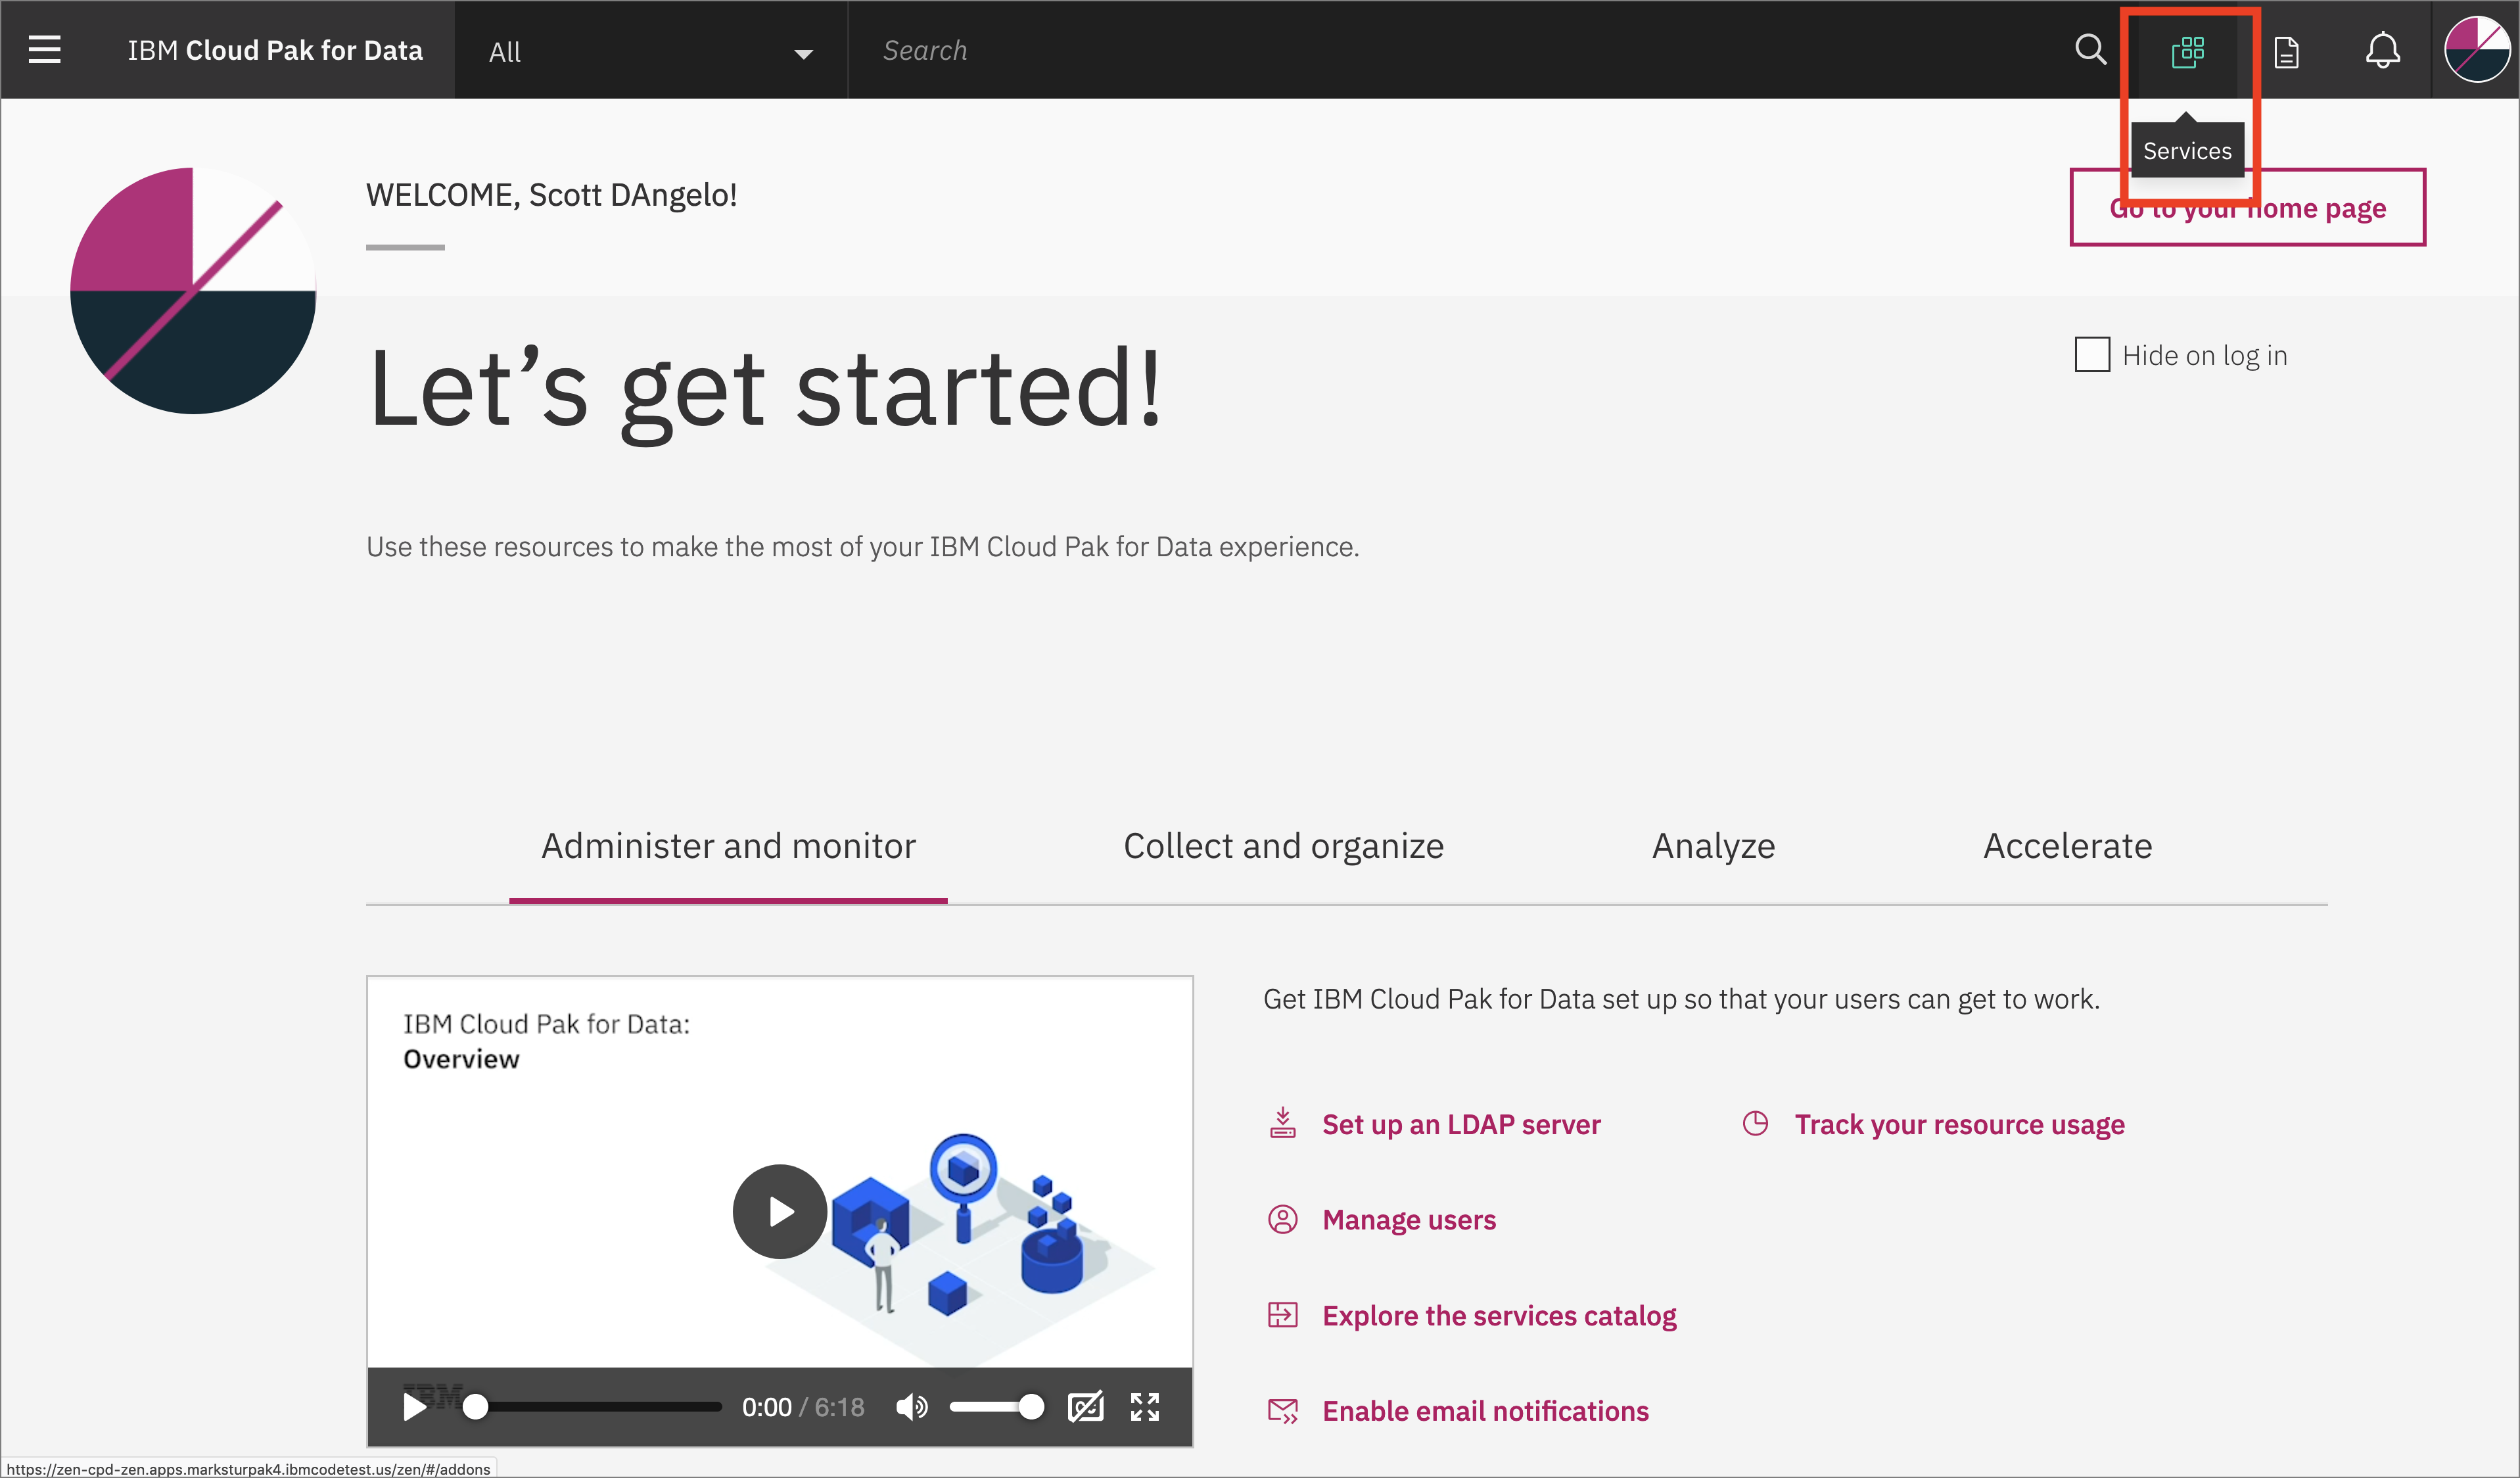 IBM Cloud Pak for Data
All
Search
Services
WELCOME, Scott DAngelo!
Go to your home page
Let’s get started!
Hide on log in
Use these resources to make the most of your IBM Cloud Pak for Data experience.
Administer and monitor
Collect and organize
Analyze
Accelerate
IBM Cloud Pak for Data:
Overview
Get IBM Cloud Pak for Data set up so that your users can get to work.
Set up an LDAP server
Track your resource usage
Manage users
Explore the services catalog
Enable email notifications
IBM
0:00 / 6:18
https://zen-cpd-zen.apps.marksturpak4.ibmcodetest.us/zen/#/addons